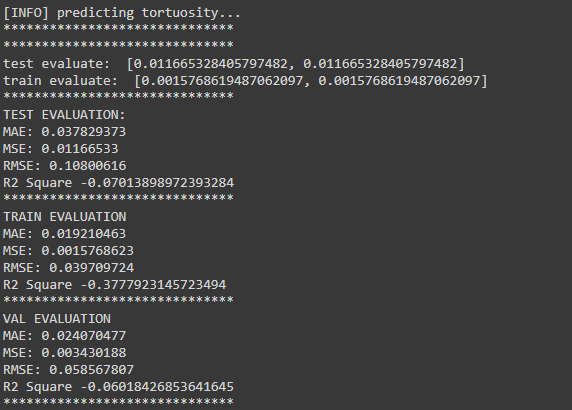 [INFO] predicting tortuosity...
******************************
******************************
test evaluate:  [0.011665328405797482, 0.011665328405797482]
train evaluate:  [0.0015768619487062097, 0.0015768619487062097]
******************************
TEST EVALUATION:
MAE: 0.037829373
MSE: 0.01166533
RMSE: 0.10800616
R2 Square -0.07013898972393284
******************************
TRAIN EVALUATION
MAE: 0.019210463
MSE: 0.0015768623
RMSE: 0.039709724
R2 Square -0.3777923145723494
******************************
VAL EVALUATION
MAE: 0.024070477
MSE: 0.003430188
RMSE: 0.058567807
R2 Square -0.06018426853641645
******************************